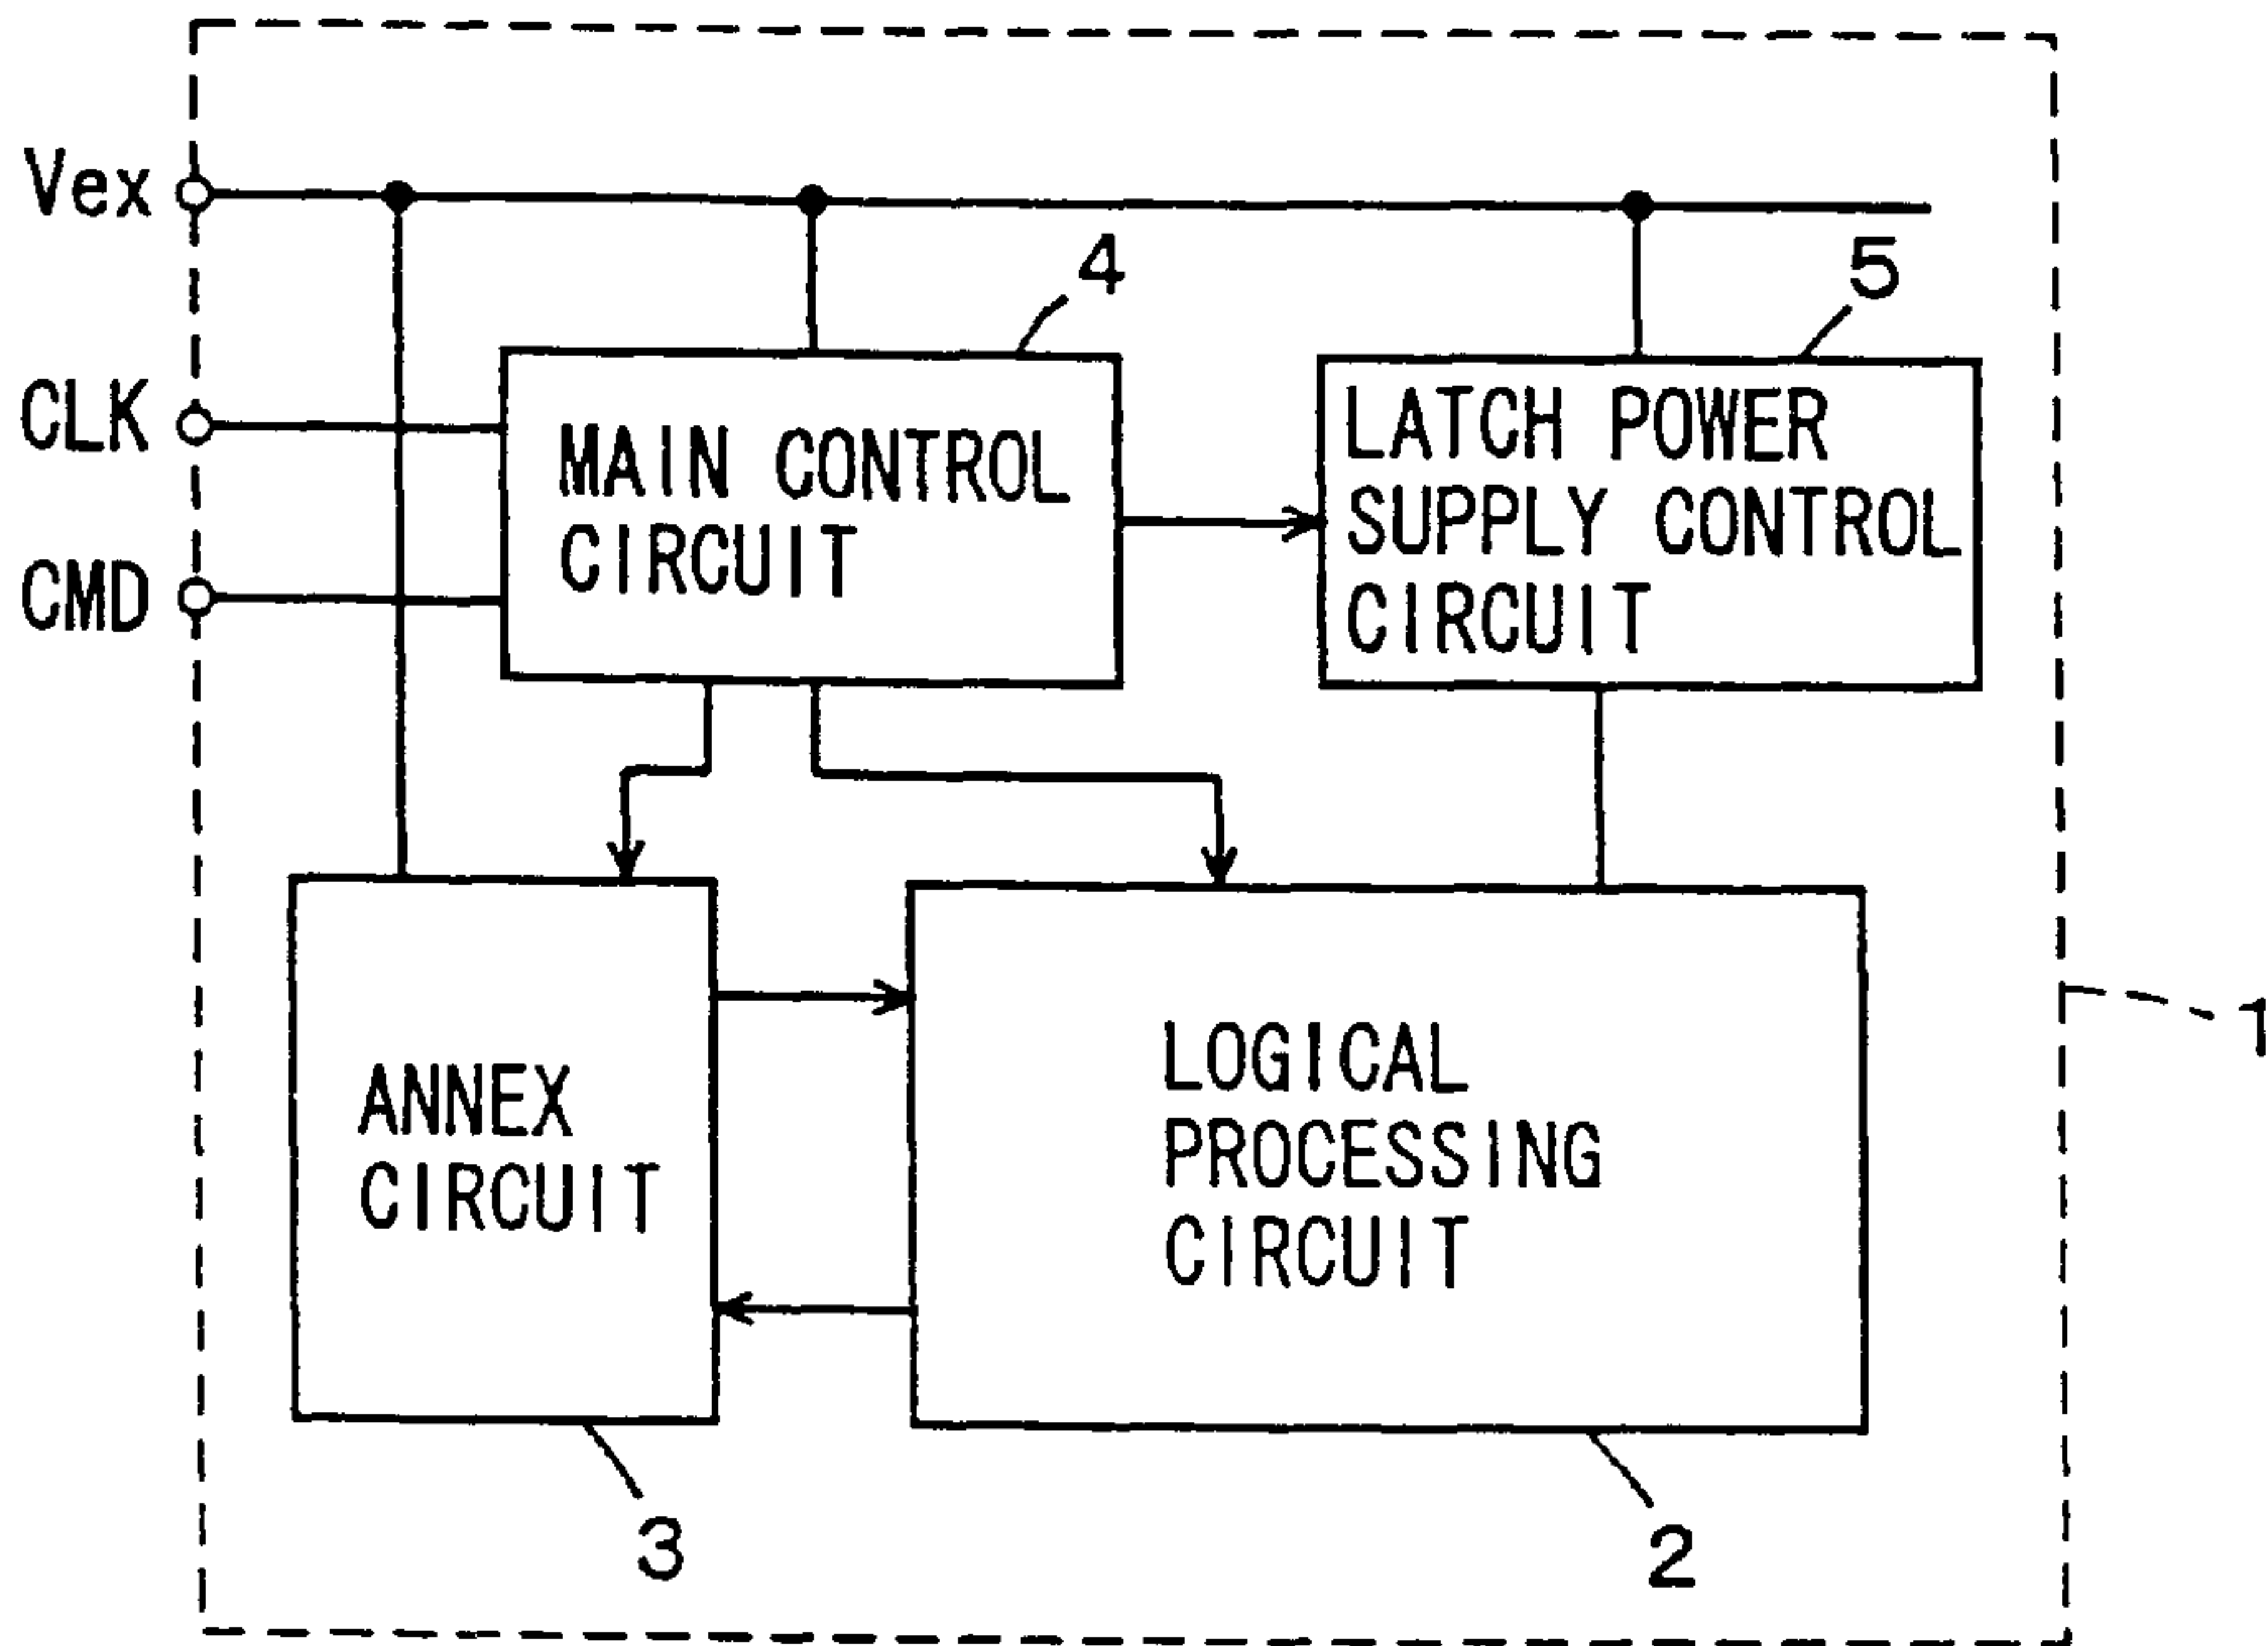 Vex
4
5
CLK
MAIN CONTROL
CIRCUIT
LATCH POWER
SUPPLY CONTROL
CIRCUIT
CMD
1
ANNEX
CIRCUIT
LOGICAL
PROCESSING
CIRCUIT
3
2